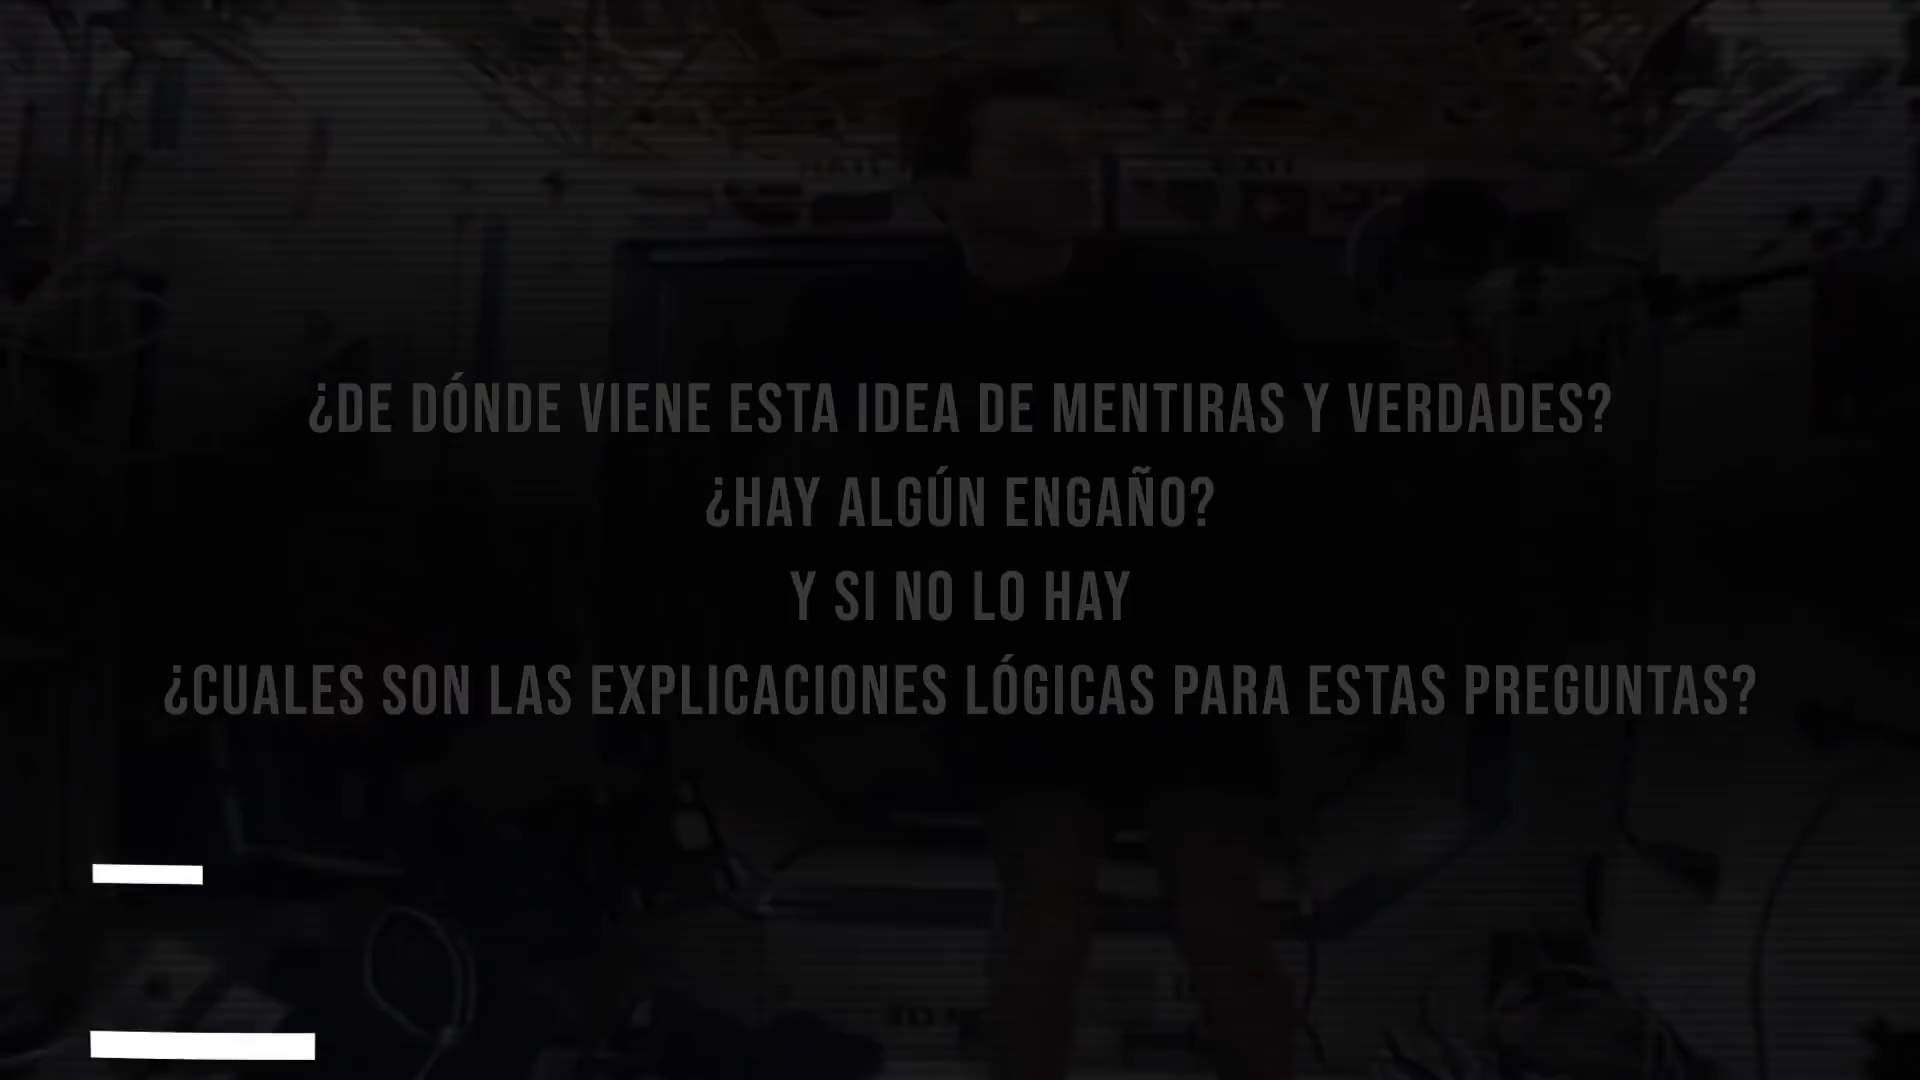 ¿DE DÓNDE VIENE ESTA IDEA DE MENTIRAS Y VERDADES?
¿HAY ALGÚN ENGAÑO?
Y SI NO LO HAY
¿CUALES SON LAS EXPLICACIONES LÓGICAS PARA ESTAS PREGUNTAS?